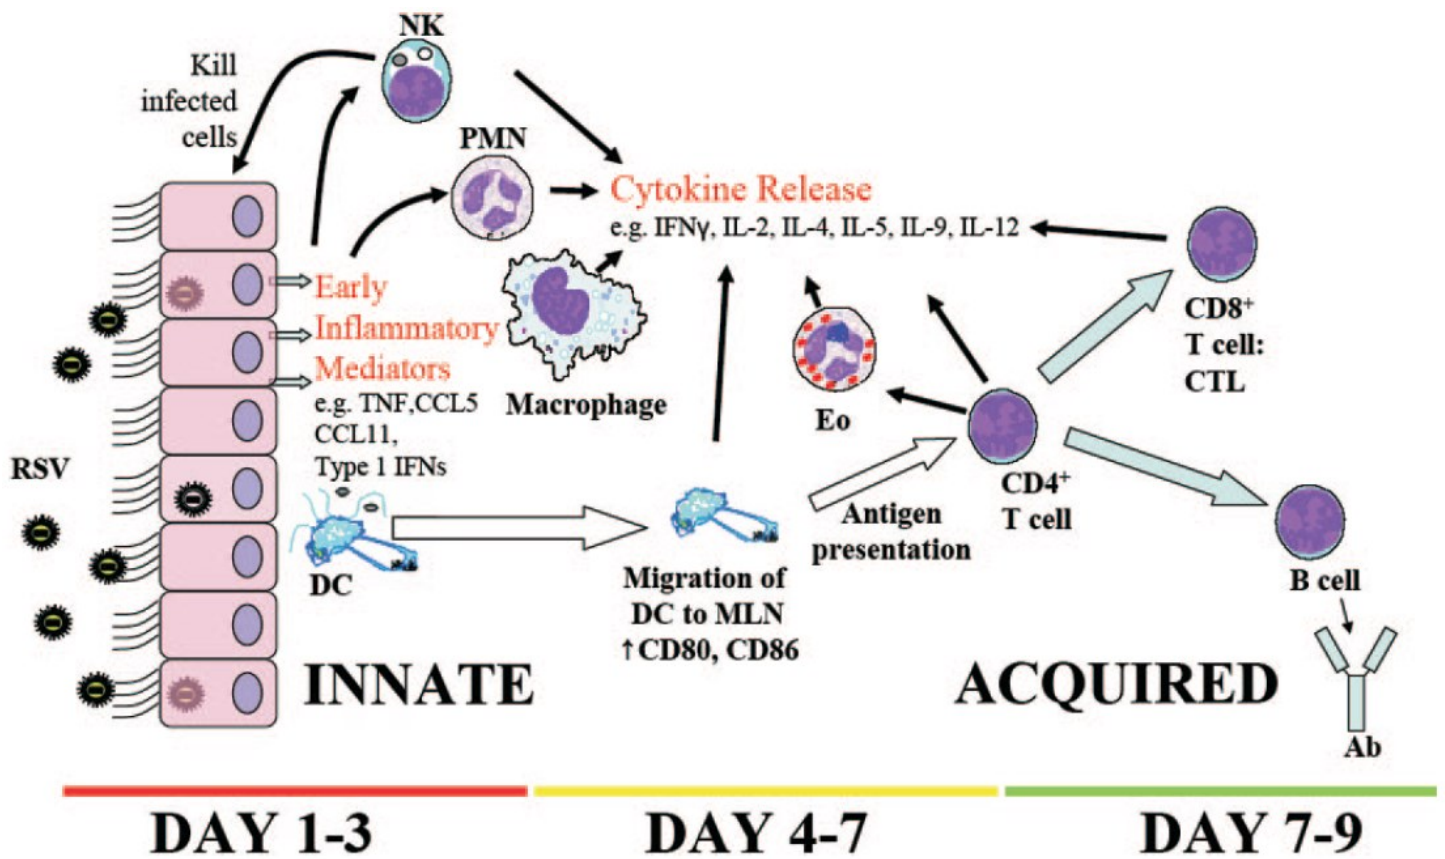 NK
Kill
infected
cells
PMN
Cytokine Release
e.g. IFNγ, IL-2, IL-4, IL-5, IL-9, IL-12
Early
Inflammatory
Mediators
e.g. TNF,CCL5
CCL11,
Type 1 IFNs
Macrophage
Eo
CD8⁺
T cell:
CTL
RSV
CD4⁺
T cell
Antigen
presentation
DC
Migration of
DC to MLN
↑CD80, CD86
B cell
Ab
INNATE
ACQUIRED
DAY 1-3
DAY 4-7
DAY 7-9